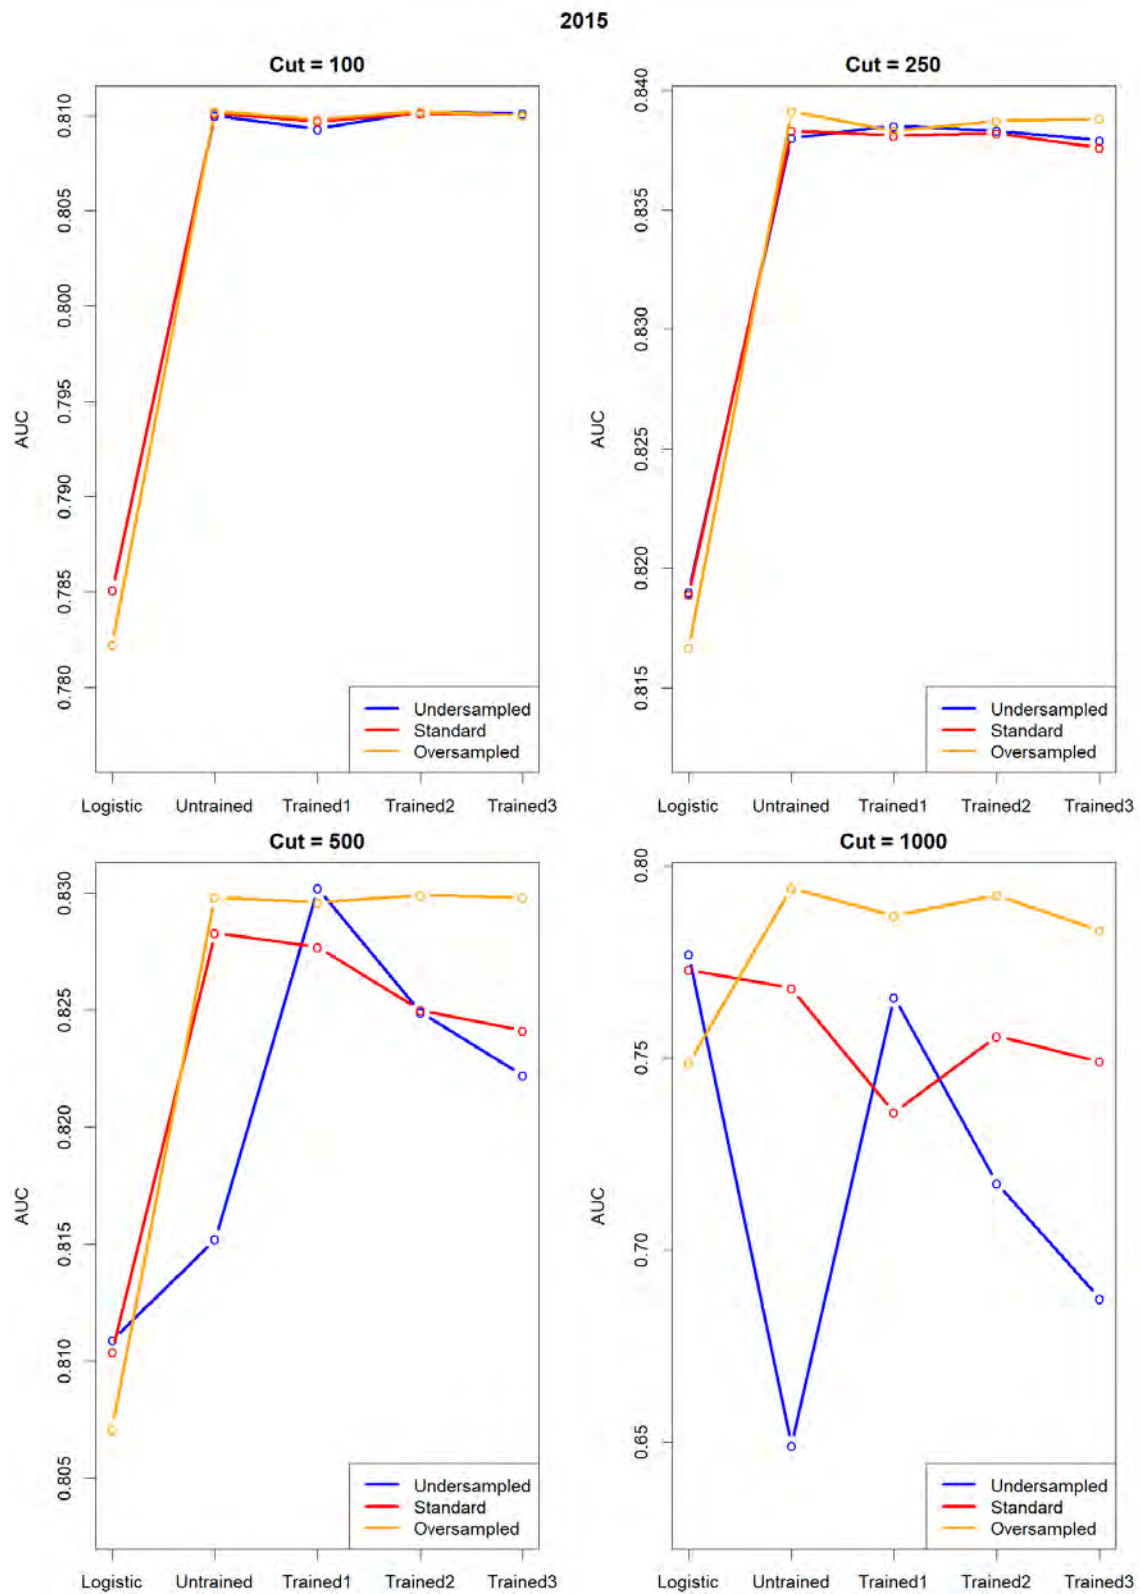 2015
Cut = 100
AUC
0.810
0.805
0.800
0.795
0.790
0.785
0.780
Undersampled
Standard
Oversampled
Logistic Untrained Trained1 Trained2 Trained3
Cut = 250
AUC
0.840
0.835
0.830
0.825
0.820
0.815
Undersampled
Standard
Oversampled
Logistic Untrained Trained1 Trained2 Trained3
Cut = 500
AUC
0.830
0.825
0.820
0.815
0.810
0.805
Undersampled
Standard
Oversampled
Logistic Untrained Trained1 Trained2 Trained3
Cut = 1000
AUC
0.80
0.75
0.70
0.65
Undersampled
Standard
Oversampled
Logistic Untrained Trained1 Trained2 Trained3